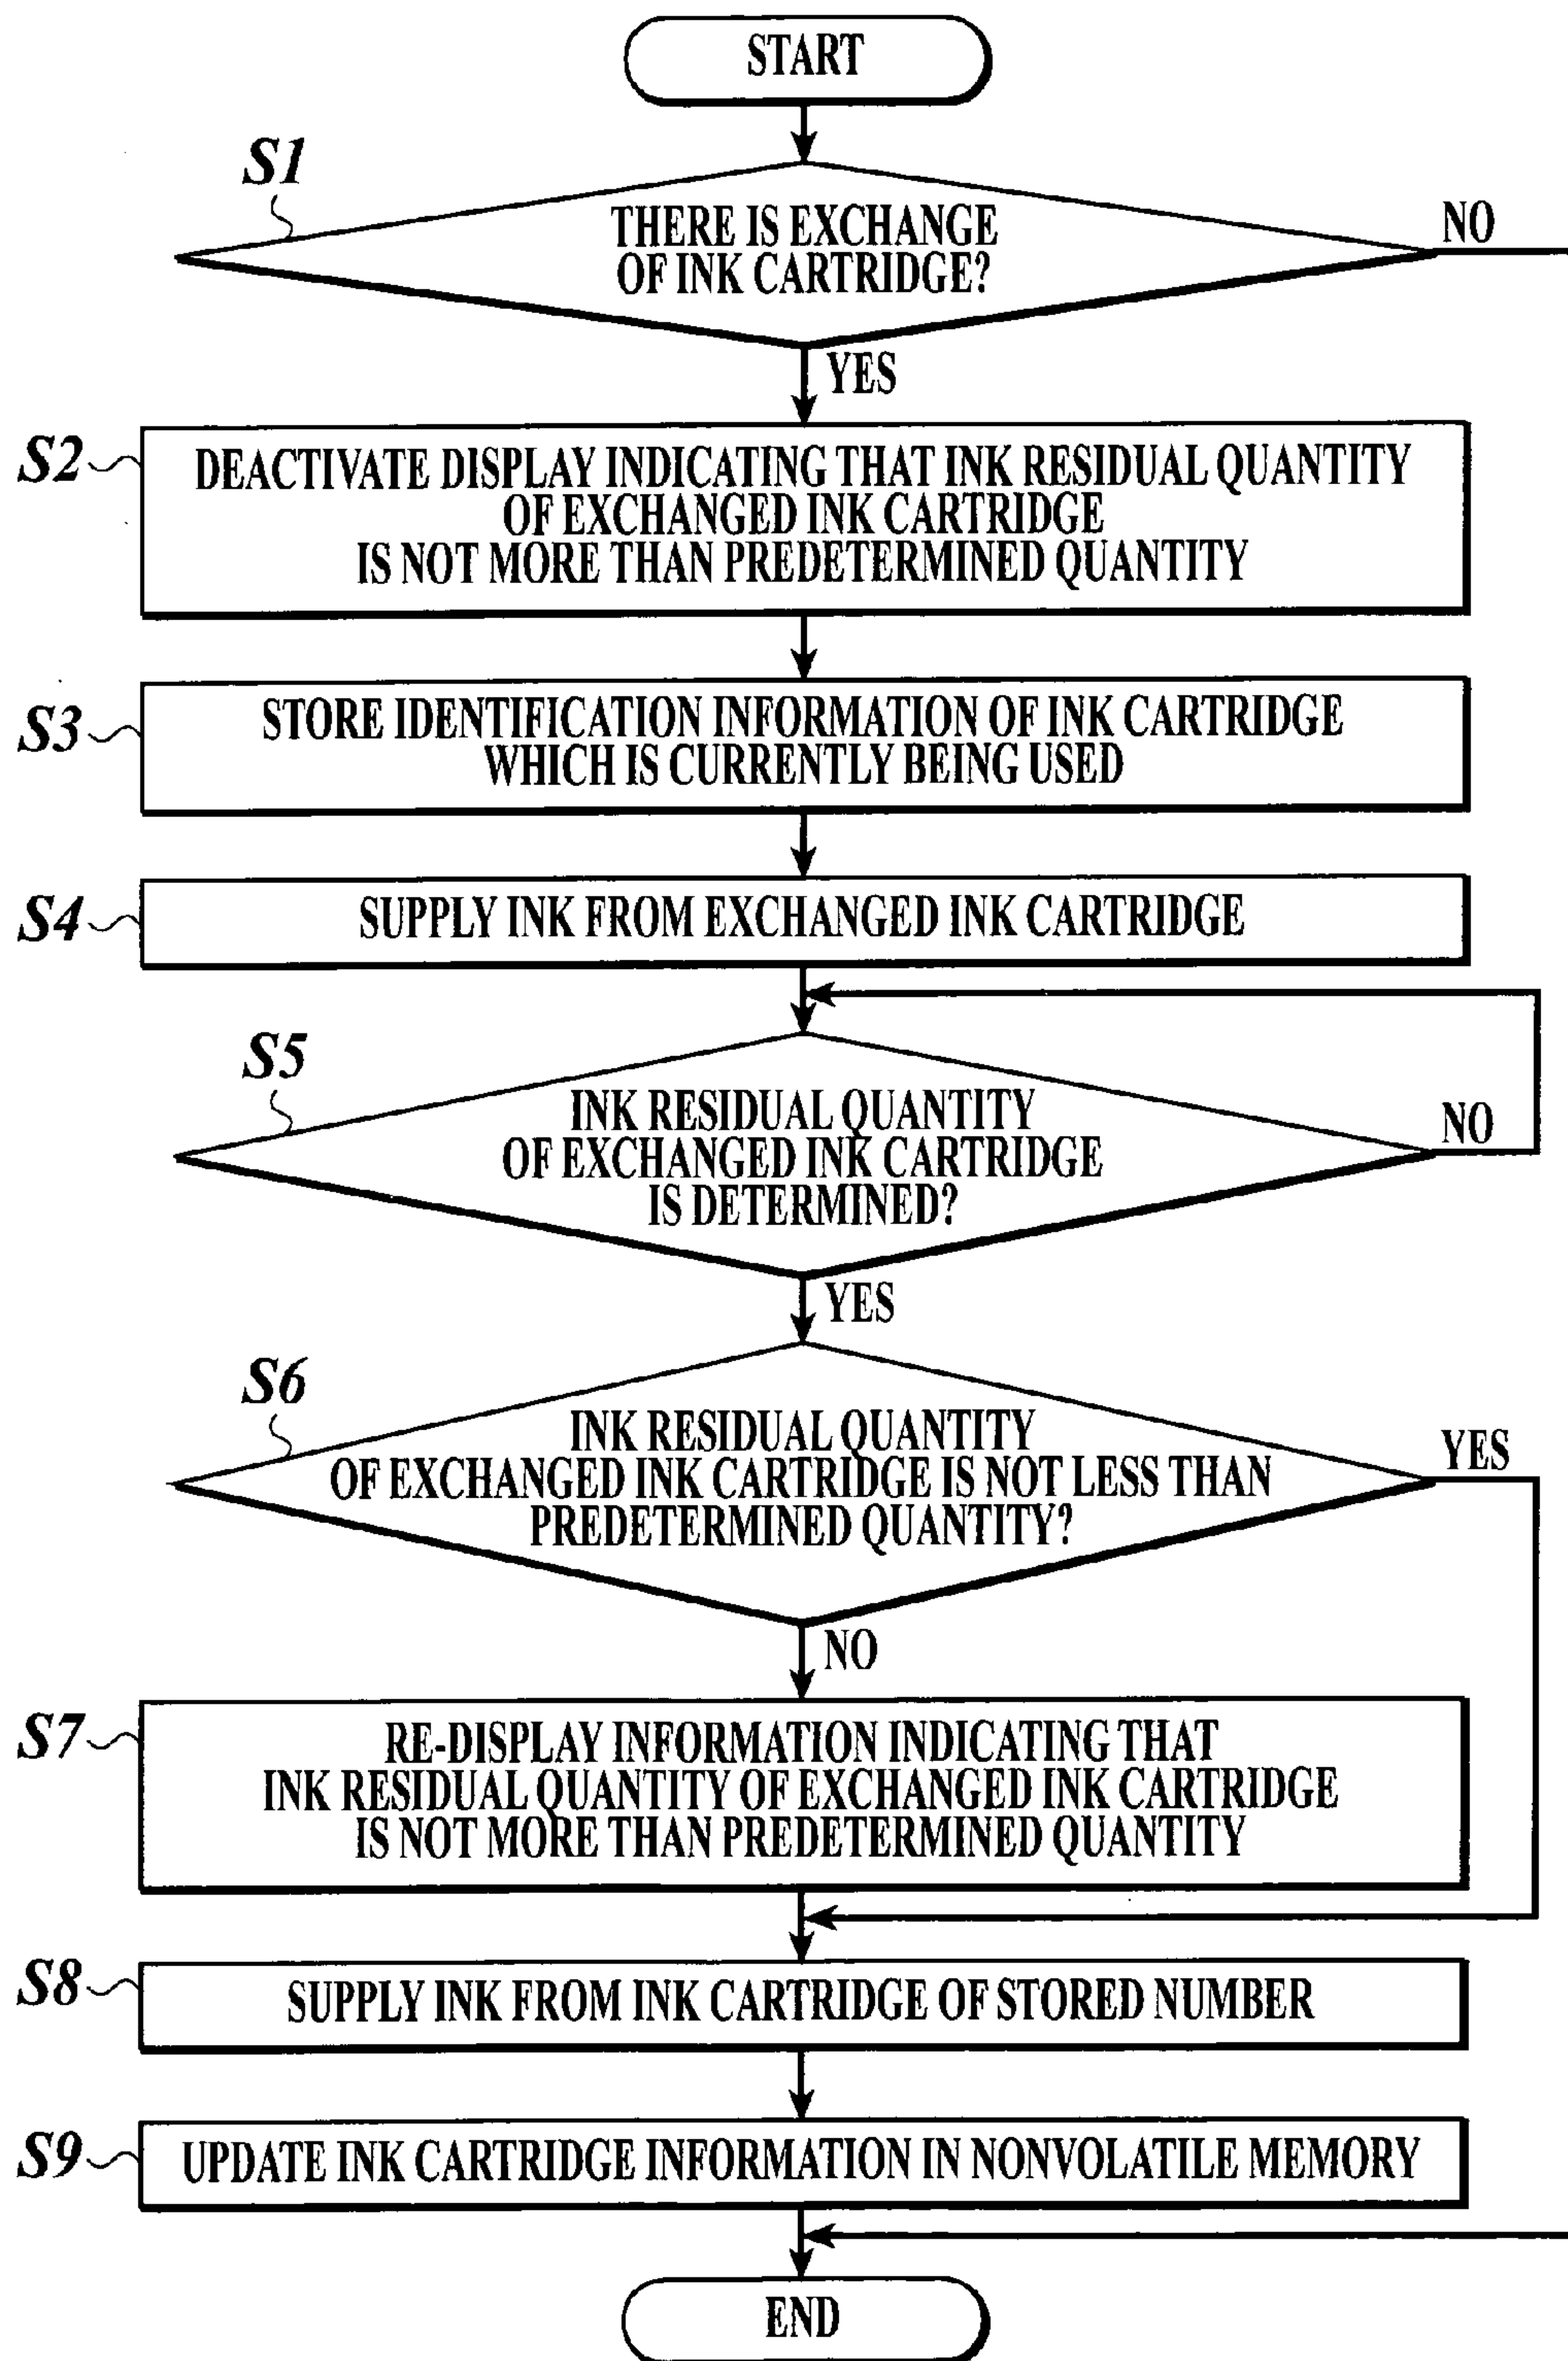 START
S1
THERE IS EXCHANGE
OF INK CARTRIDGE?
NO
YES
S2
DEACTIVATE DISPLAY INDICATING THAT INK RESIDUAL QUANTITY
OF EXCHANGED INK CARTRIDGE
IS NOT MORE THAN PREDETERMINED QUANTITY
S3
STORE IDENTIFICATION INFORMATION OF INK CARTRIDGE
WHICH IS CURRENTLY BEING USED
S4
SUPPLY INK FROM EXCHANGED INK CARTRIDGE
S5
INK RESIDUAL QUANTITY
OF EXCHANGED INK CARTRIDGE
IS DETERMINED?
NO
YES
S6
INK RESIDUAL QUANTITY
OF EXCHANGED INK CARTRIDGE IS NOT LESS THAN
PREDETERMINED QUANTITY?
YES
NO
S7
RE-DISPLAY INFORMATION INDICATING THAT
INK RESIDUAL QUANTITY OF EXCHANGED INK CARTRIDGE
IS NOT MORE THAN PREDETERMINED QUANTITY
S8
SUPPLY INK FROM INK CARTRIDGE OF STORED NUMBER
S9
UPDATE INK CARTRIDGE INFORMATION IN NONVOLATILE MEMORY
END